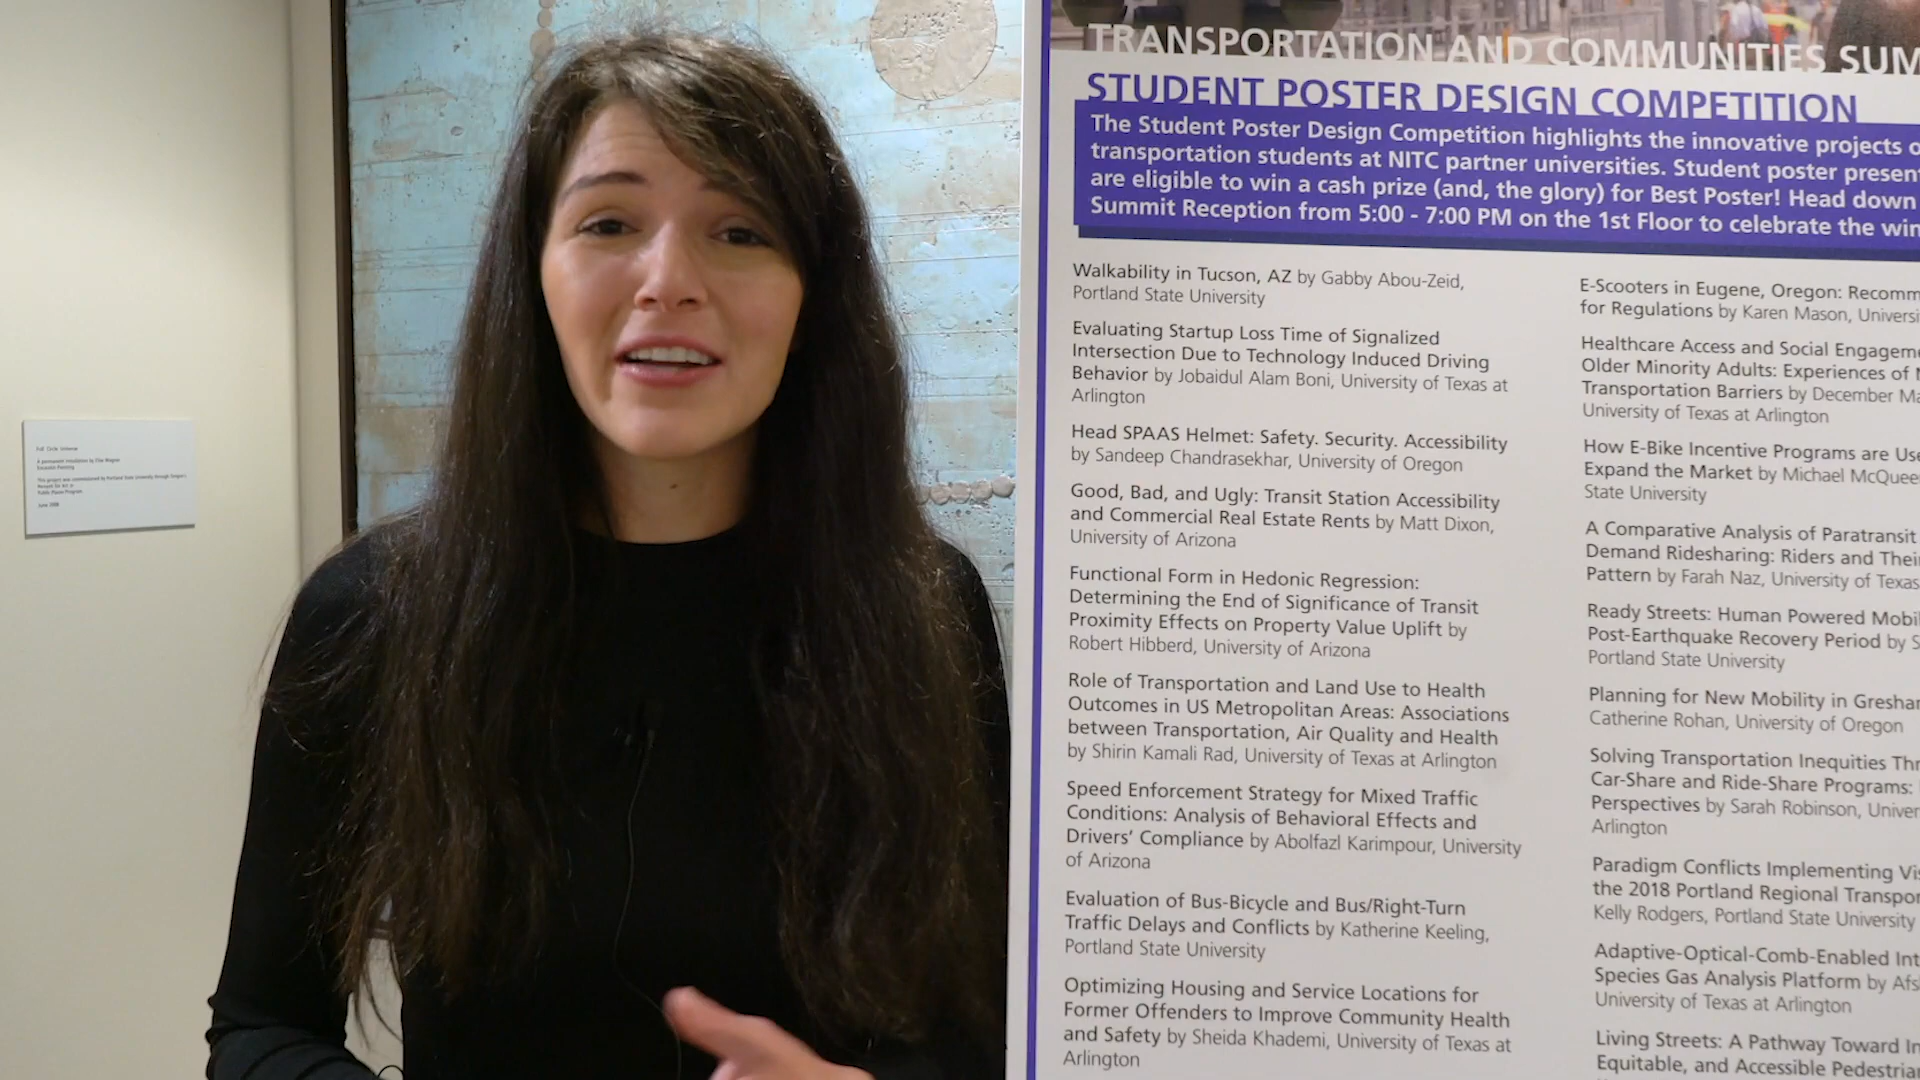 TRANSPORTATION AND COMMUNITIES SUM
STUDENT POSTER DESIGN COMPETITION
The Student Poster Design Competition highlights the innovative projects o
transportation students at NITC partner universities. Student poster presen
are eligible to win a cash prize (and, the glory) for Best Poster! Head down
Summit Reception from 5:00 - 7:00 PM on the 1st Floor to celebrate the win
Walkability in Tucson, AZ by Gabby Abou-Zeid,
Portland State University
Evaluating Startup Loss Time of Signalized
Intersection Due to Technology Induced Driving
Behavior by Jobaidul Alam Boni, University of Texas at
Arlington
Head SPAAS Helmet: Safety. Security. Accessibility
by Sandeep Chandrasekhar, University of Oregon
Good, Bad, and Ugly: Transit Station Accessibility
and Commercial Real Estate Rents by Matt Dixon,
University of Arizona
Functional Form in Hedonic Regression:
Determining the End of Significance of Transit
Proximity Effects on Property Value Uplift by
Robert Hibberd, University of Arizona
Role of Transportation and Land Use to Health
Outcomes in US Metropolitan Areas: Associations
between Transportation, Air Quality and Health
by Shirin Kamali Rad, University of Texas at Arlington
Speed Enforcement Strategy for Mixed Traffic
Conditions: Analysis of Behavioral Effects and
Drivers’ Compliance by Abolfazl Karimpour, University
of Arizona
Evaluation of Bus-Bicycle and Bus/Right-Turn
Traffic Delays and Conflicts by Katherine Keeling,
Portland State University
Optimizing Housing and Service Locations for
Former Offenders to Improve Community Health
and Safety by Sheida Khademi, University of Texas at
Arlington
E-Scooters in Eugene, Oregon: Recomm
for Regulations by Karen Mason, Universi
Healthcare Access and Social Engageme
Older Minority Adults: Experiences of
Transportation Barriers by December Ma
University of Texas at Arlington
How E-Bike Incentive Programs are Use
Expand the Market by Michael McQuee
State University
A Comparative Analysis of Paratransit
Demand Ridesharing: Riders and Their
Pattern by Farah Naz, University of Texas
Ready Streets: Human Powered Mobil
Post-Earthquake Recovery Period by S
Portland State University
Planning for New Mobility in Gresha
Catherine Rohan, University of Oregon
Solving Transportation Inequities Thr
Car-Share and Ride-Share Programs:
Perspectives by Sarah Robinson, Univer
Arlington
Paradigm Conflicts Implementing Vis
the 2018 Portland Regional Transpor
Kelly Rodgers, Portland State University
Adaptive-Optical-Comb-Enabled Int
Species Gas Analysis Platform by Afs
University of Texas at Arlington
Living Streets: A Pathway Toward In
Equitable, and Accessible Pedestria